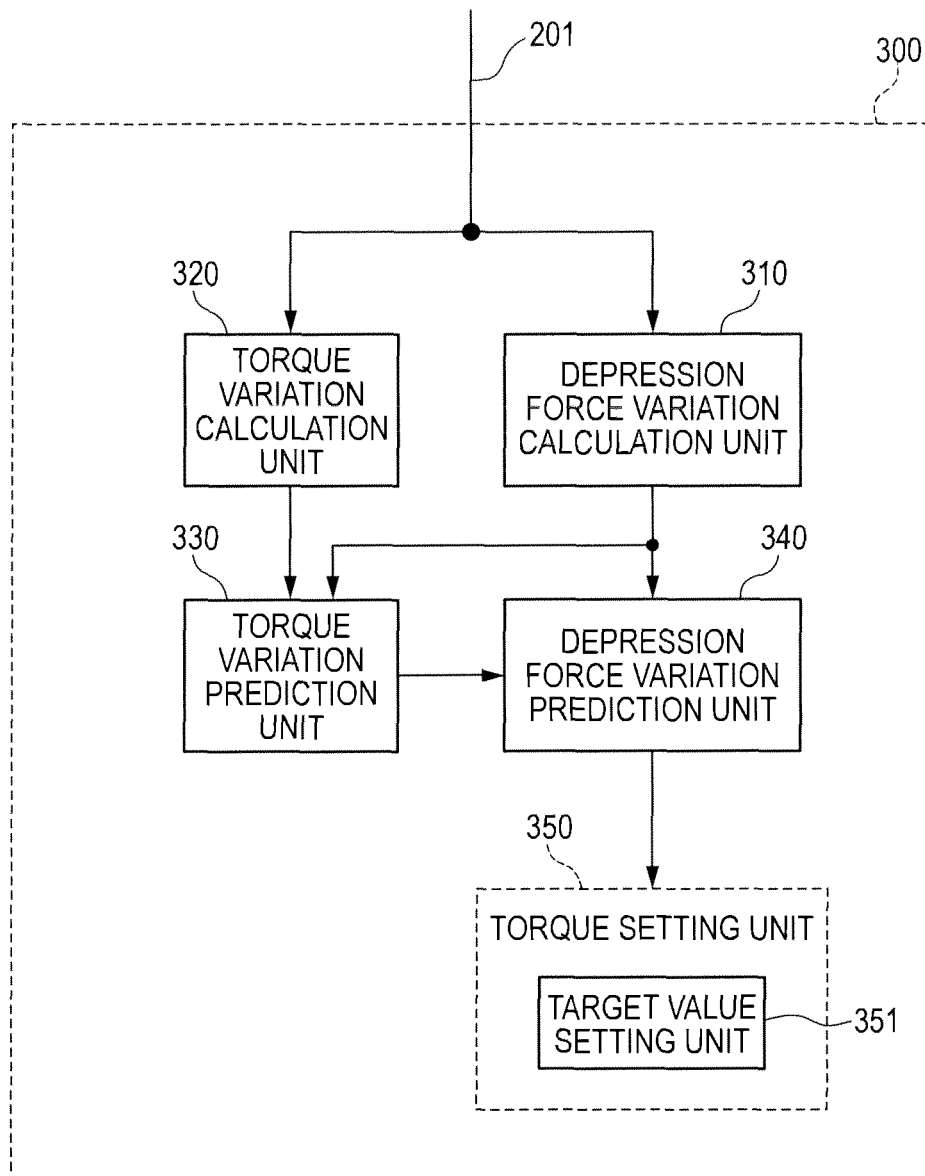 201
300
320
310
TORQUE
VARIATION
CALCULATION
UNIT
DEPRESSION
FORCE VARIATION
CALCULATION UNIT
330
340
TORQUE
VARIATION
PREDICTION
UNIT
DEPRESSION
FORCE VARIATION
PREDICTION UNIT
350
TORQUE SETTING UNIT
TARGET VALUE
SETTING UNIT
351